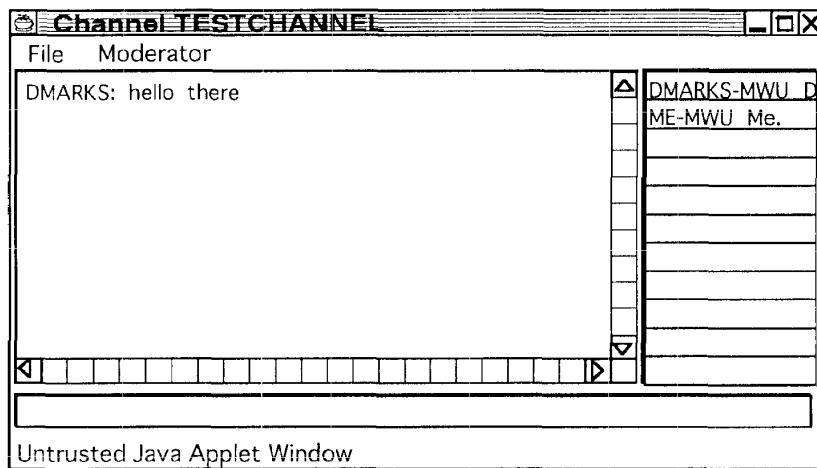 Channel TESTCHANNEL
File Moderator
DMARKS: hello there
DMARKS-MWU D
ME-MWU Me.
Untrusted Java Applet Window